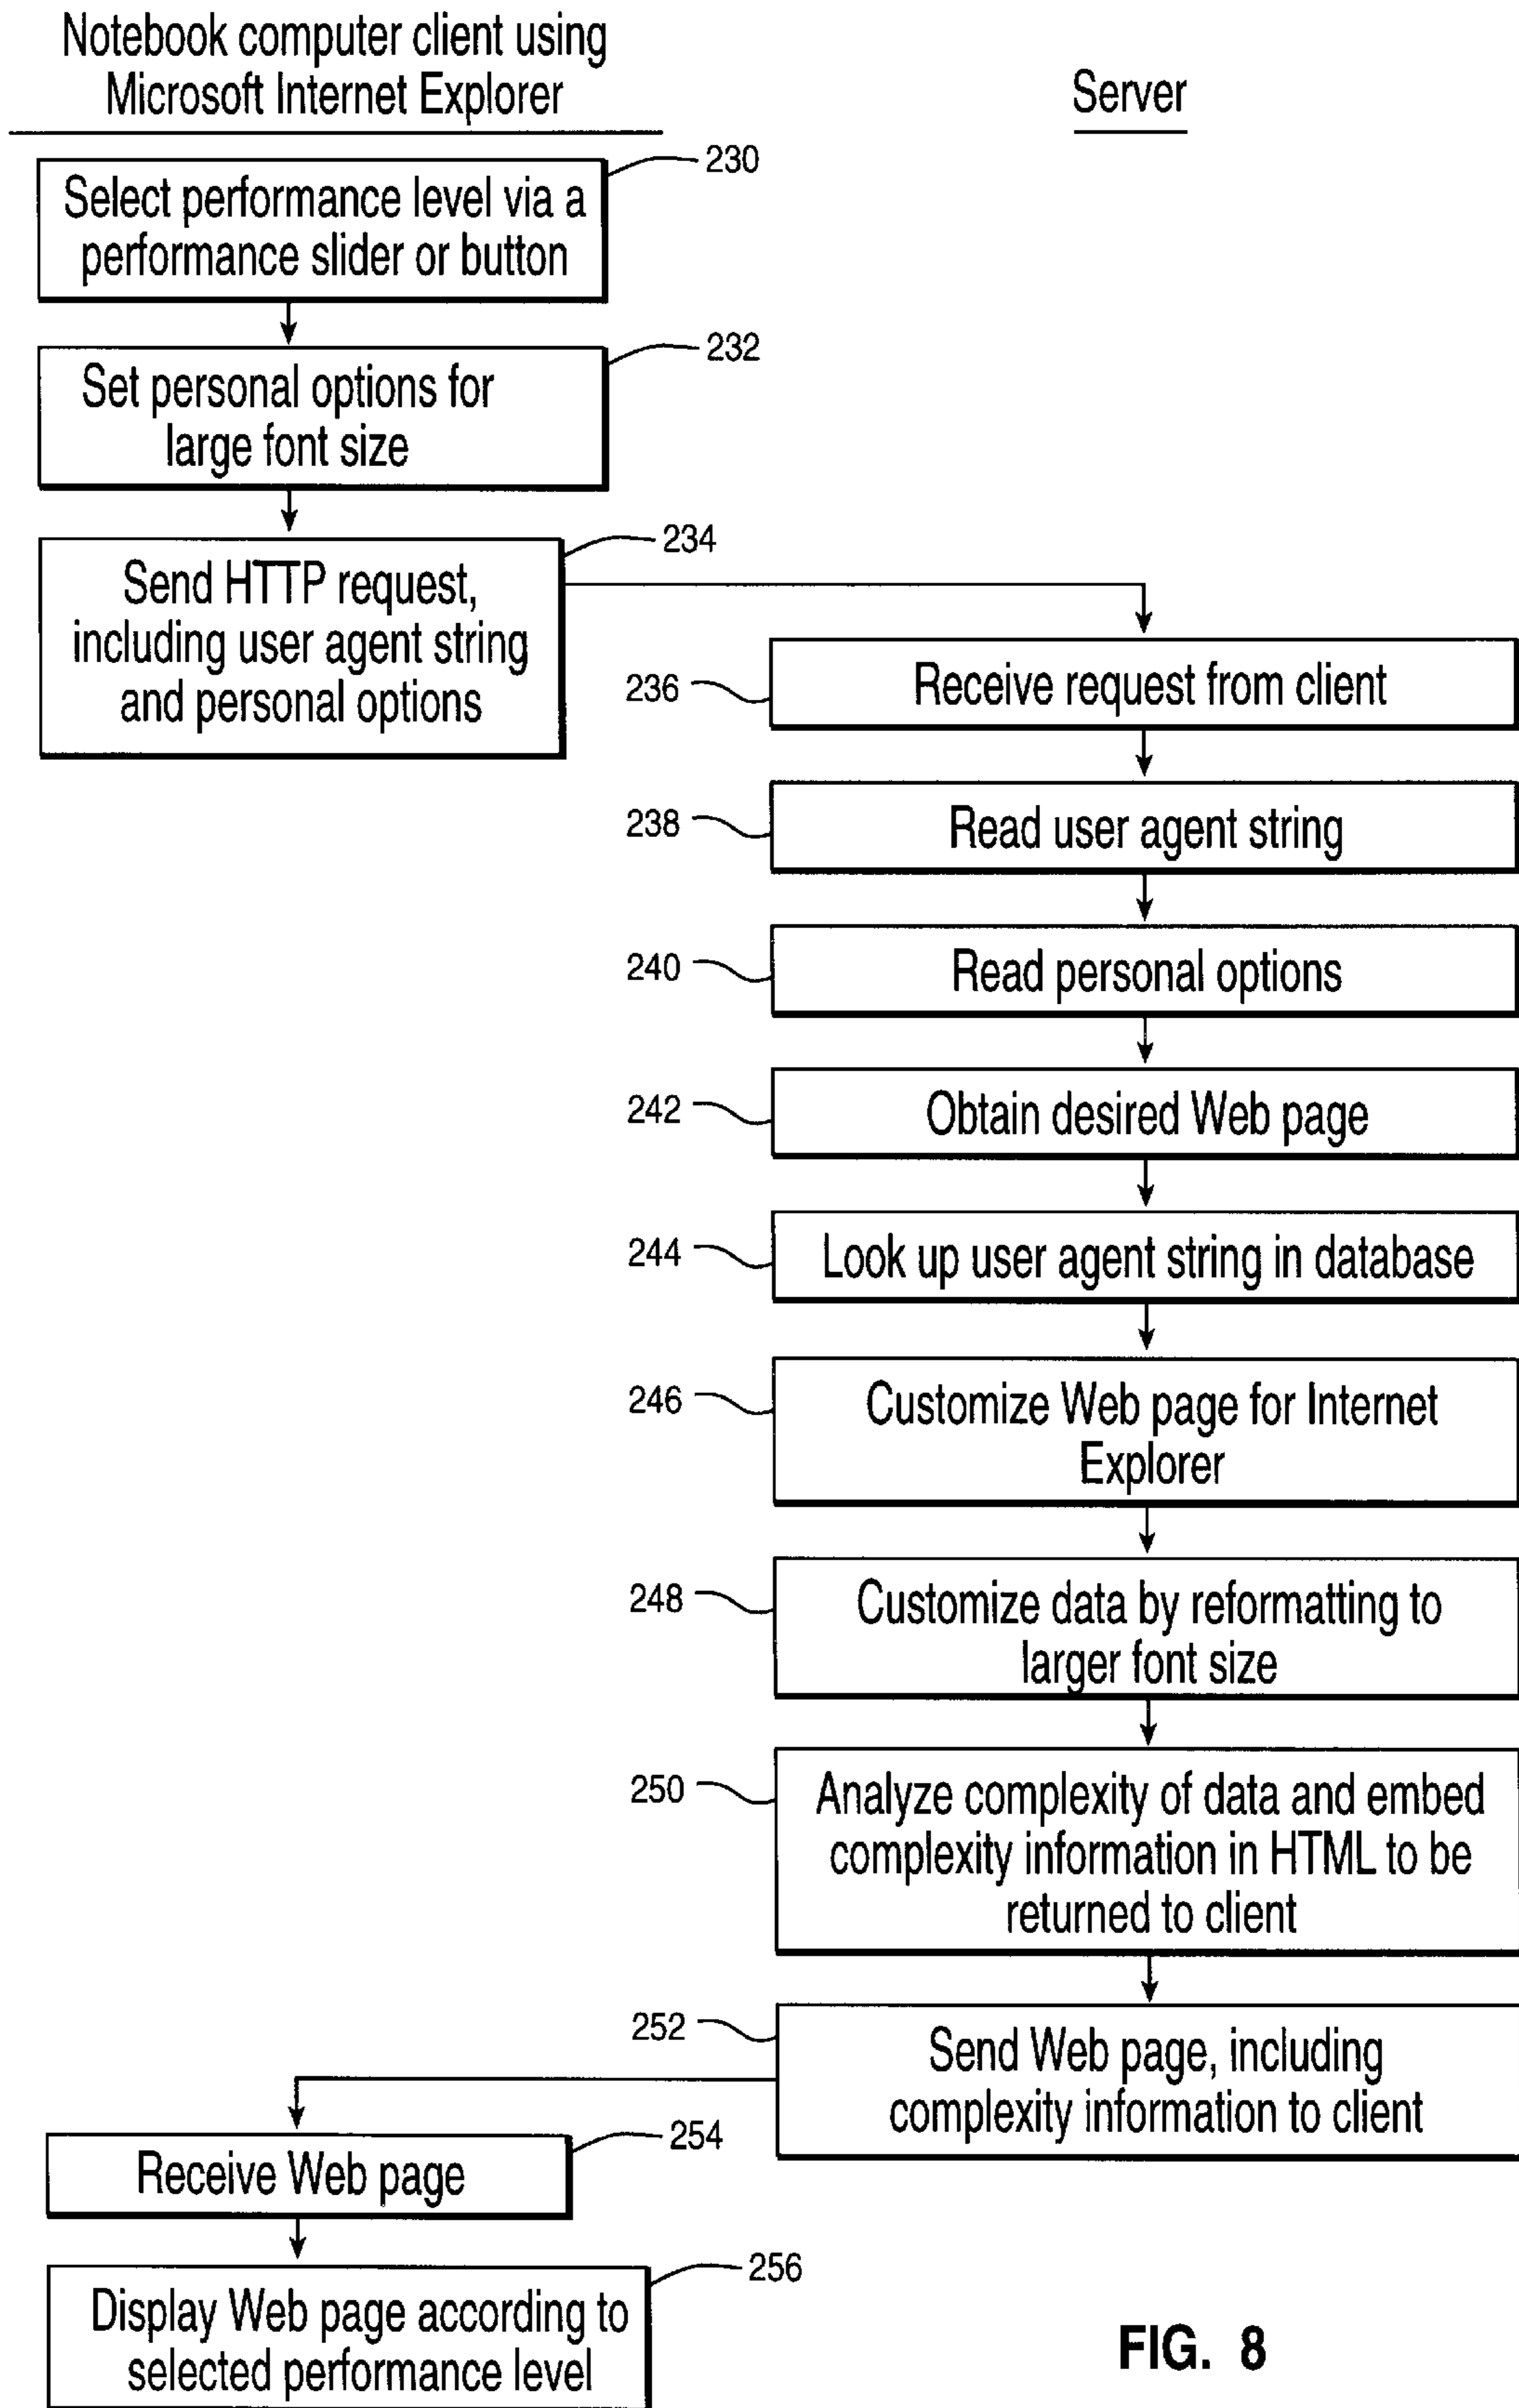 Notebook computer client using
Microsoft Internet Explorer
Server
230
Select performance level via a
performance slider or button
232
Set personal options for
large font size
234
Send HTTP request,
including user agent string
and personal options
236
Receive request from client
238
Read user agent string
240
Read personal options
242
Obtain desired Web page
244
Look up user agent string in database
246
Customize Web page for Internet
Explorer
248
Customize data by reformatting to
larger font size
250
Analyze complexity of data and embed
complexity information in HTML to be
returned to client
252
Send Web page, including
complexity information to client
254
Receive Web page
256
Display Web page according to
selected performance level
FIG. 8